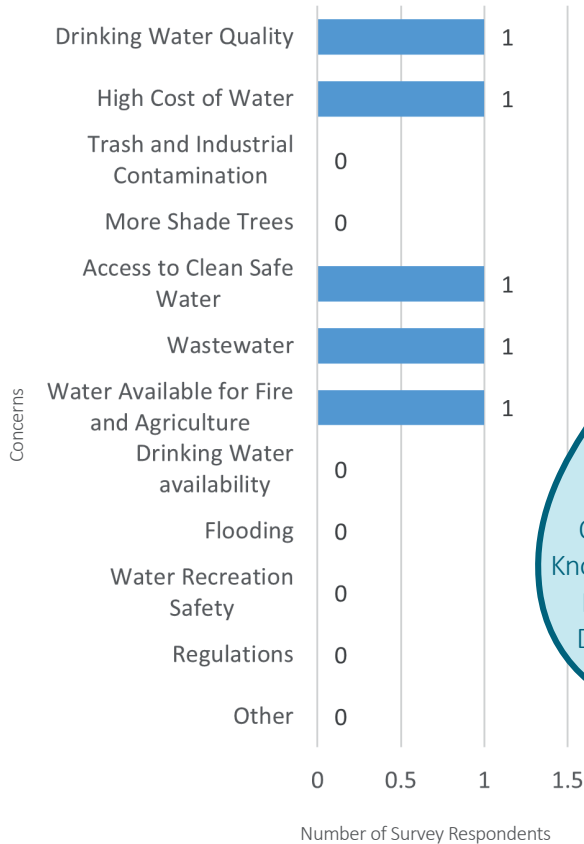 Drinking Water Quality 1
High Cost of Water 1
Trash and Industrial
Contamination 0
More Shade Trees 0
Access to Clean Safe
Water 1
Wastewater 1
Water Available for Fire
and Agriculture 1
Drinking Water
availability 0
Flooding 0
Water Recreation
Safety 0
Regulations 0
Other 0
Concerns
0 0.5 1 1.5
Number of Survey Respondents